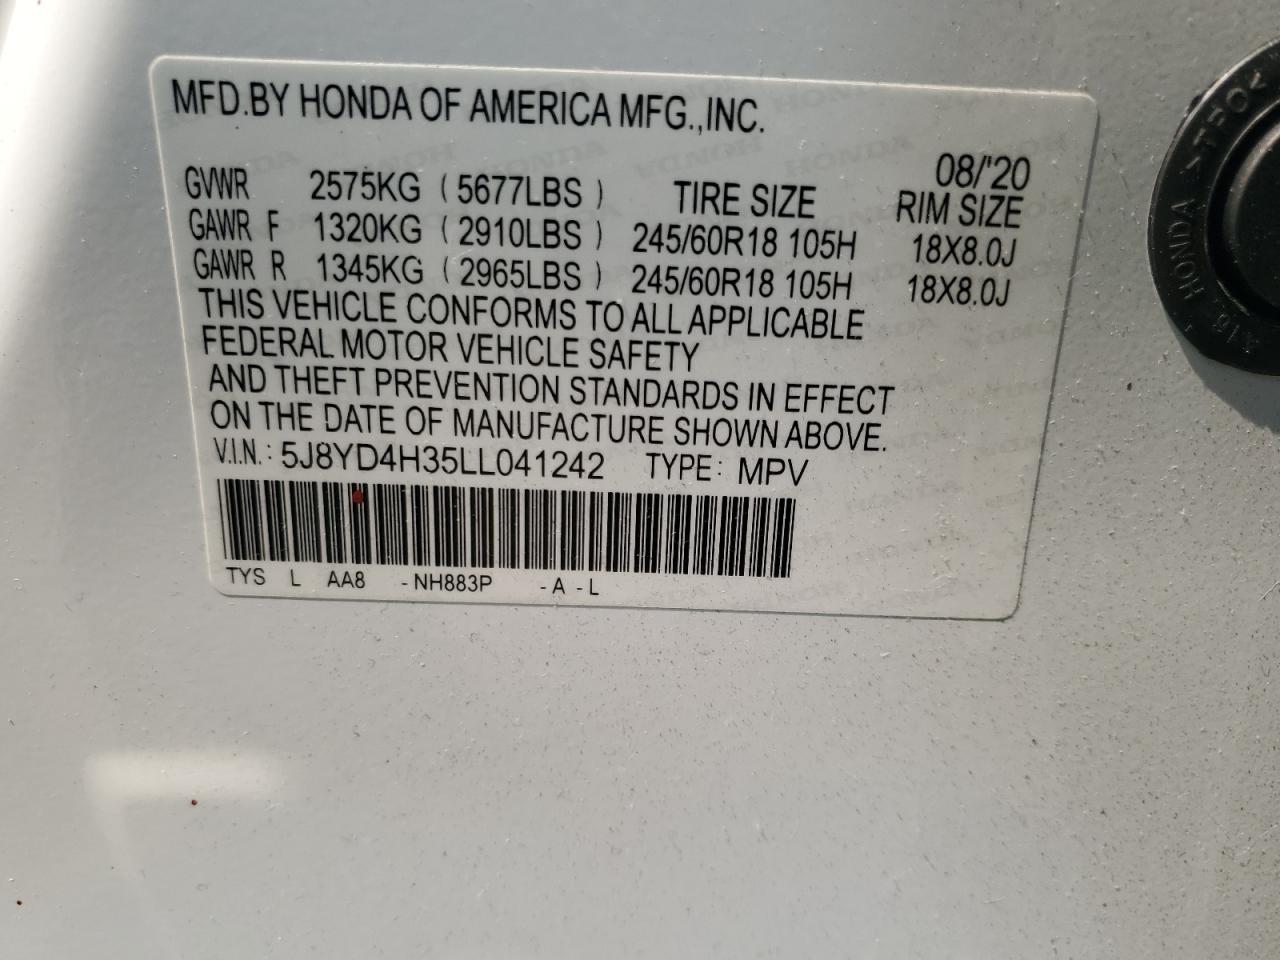 MFD.BY HONDA OF AMERICA MFG.,INC.
08/'20
GVWR 2575KG ( 5677LBS ) TIRE SIZE RIM SIZE
GAWR F 1320KG ( 2910LBS ) 245/60R18 105H 18X8.0J
GAWR R 1345KG ( 2965LBS ) 245/60R18 105H 18X8.0J
THIS VEHICLE CONFORMS TO ALL APPLICABLE
FEDERAL MOTOR VEHICLE SAFETY
AND THEFT PREVENTION STANDARDS IN EFFECT
ON THE DATE OF MANUFACTURE SHOWN ABOVE.
V.I.N.: 5J8YD4H35LL041242 TYPE: MPV
TYS L AA8 -NH883P -A -L
HONDA >TPO<